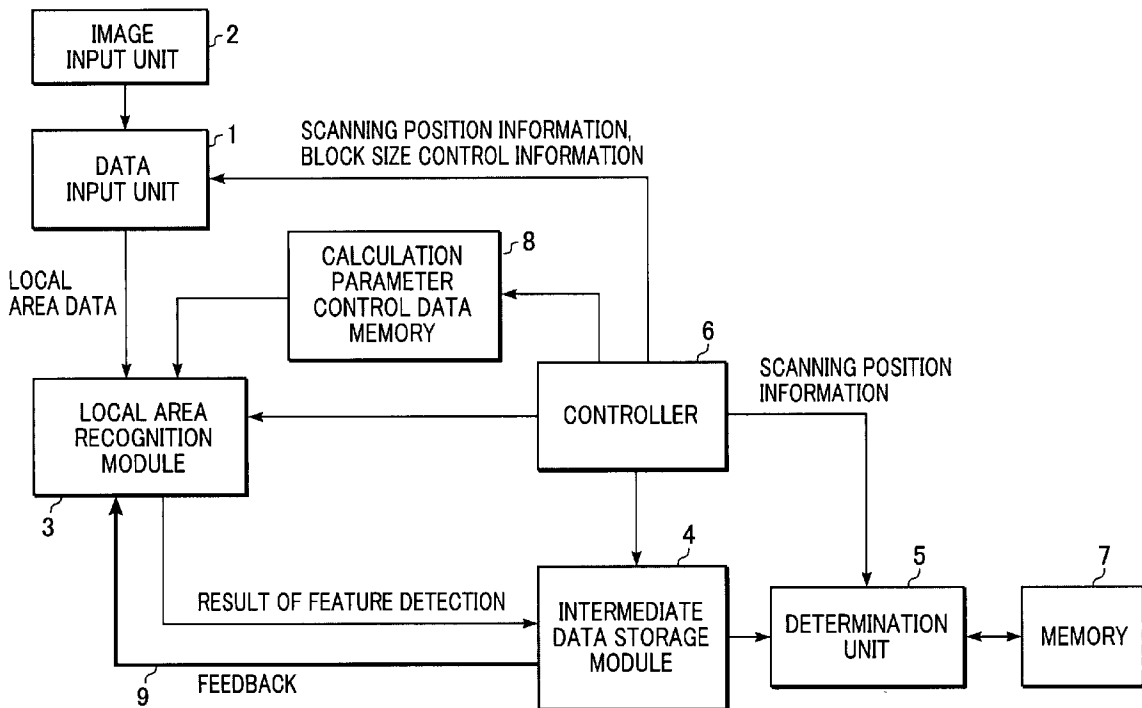 IMAGE
INPUT UNIT
2
DATA
INPUT UNIT
1
SCANNING POSITION INFORMATION,
BLOCK SIZE CONTROL INFORMATION
LOCAL
AREA DATA
CALCULATION
PARAMETER
CONTROL DATA
MEMORY
8
6
CONTROLLER
SCANNING POSITION
INFORMATION
LOCAL AREA
RECOGNITION
MODULE
3
4
INTERMEDIATE
DATA STORAGE
MODULE
5
DETERMINATION
UNIT
7
MEMORY
RESULT OF FEATURE DETECTION
9
FEEDBACK